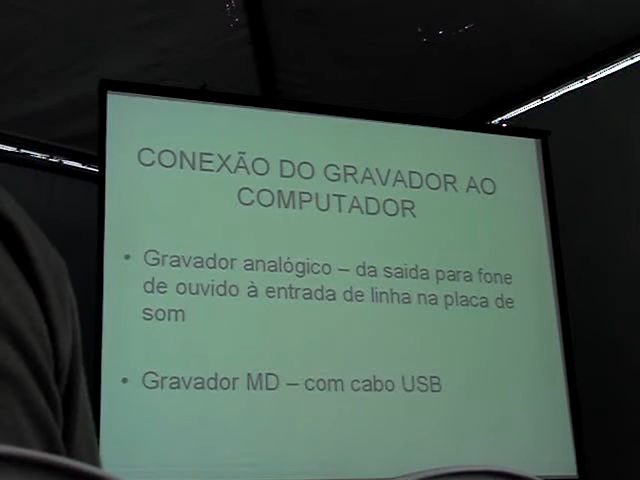 CONEXÃO DO GRAVADOR AO
COMPUTADOR
• Gravador analógico – da saida para fone
de ouvido à entrada de linha na placa de
som
• Gravador MD – com cabo USB